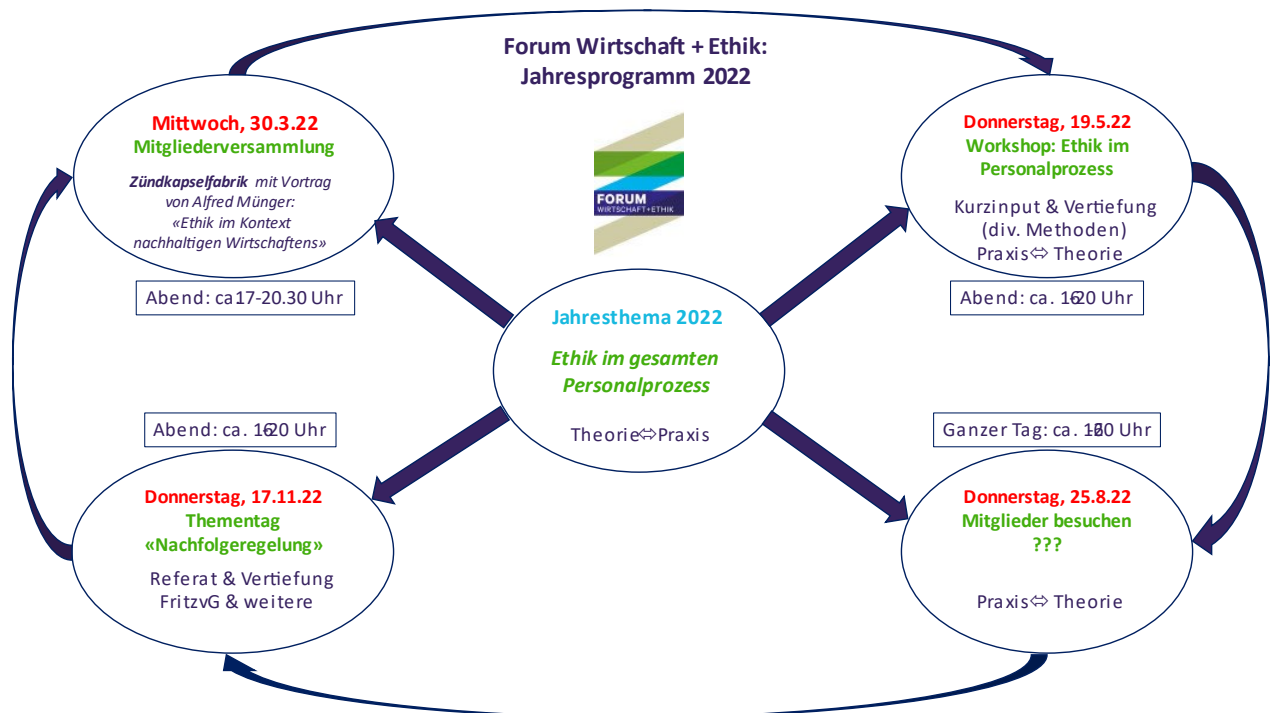 Forum Wirtschaft + Ethik:
Jahresprogramm 2022
FORUM
WIRTSCHAFT+ETHIK
Mittwoch, 30.3.22
Mitgliederversammlung
Zündkapselfabrik mit Vortrag
von Alfred Münger:
«Ethik im Kontext
nachhaltigen Wirtschaftens»
Abend: ca17-20.30 Uhr
Donnerstag, 19.5.22
Workshop: Ethik im
Personalprozess
Kurzinput & Vertiefung
(div. Methoden)
Praxis⇔ Theorie
Abend: ca. 16-20 Uhr
Jahresthema 2022
Ethik im gesamten
Personalprozess
Theorie⇔Praxis
Abend: ca. 16-20 Uhr
Donnerstag, 17.11.22
Thementag
«Nachfolgeregelung»
Referat & Vertiefung
FritzvG & weitere
Ganzer Tag: ca. Uhr
Donnerstag, 25.8.22
Mitglieder besuchen
???
Praxis⇔ Theorie